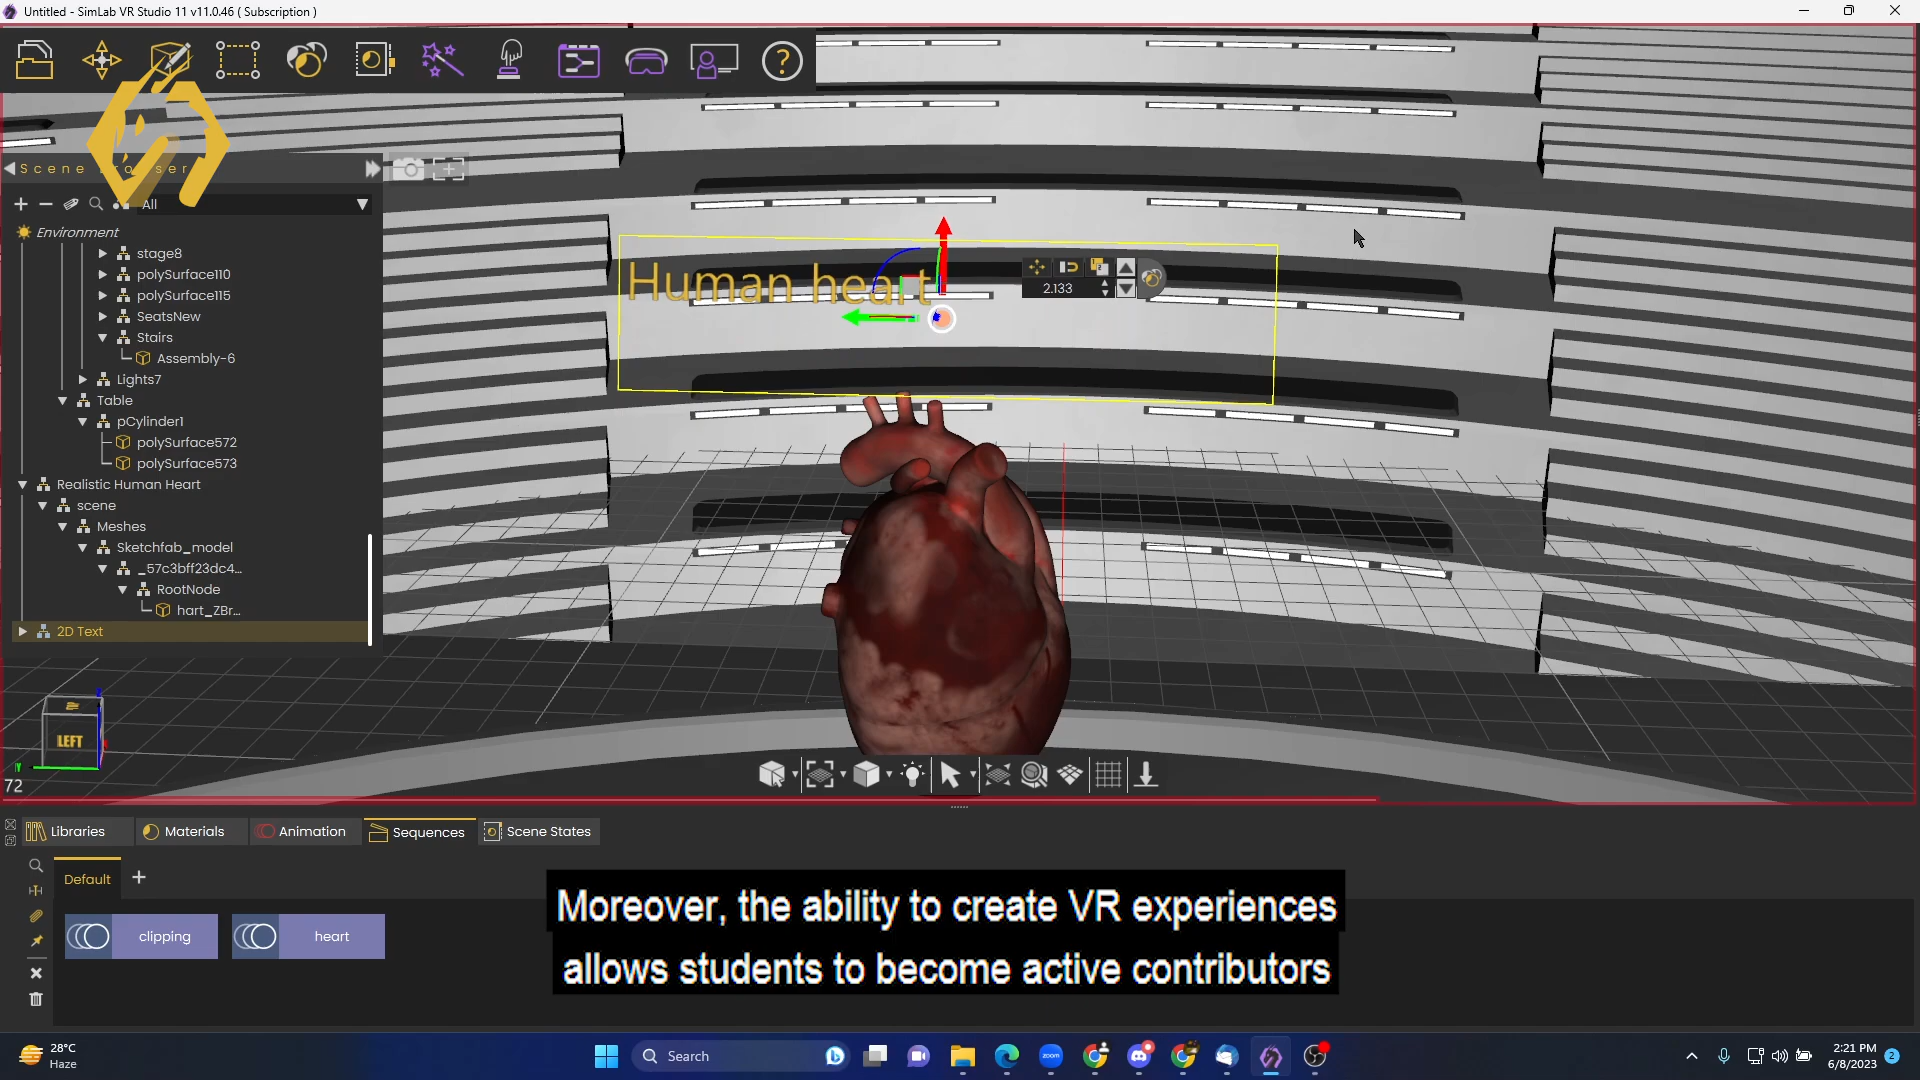 Untitled - SimLab VR Studio 11 v11.0.46 ( Subscription )
Scene Browser
All
Environment
stage8
polySurface110
polySurface115
SeatsNew
Stairs
Assembly-6
Lights7
Table
pCylinder1
polySurface572
polySurface573
Realistic Human Heart
scene
Meshes
Sketchfab_model
_57c3bff23dc4...
RootNode
hart_ZBr...
2D Text
Human heart
2.133
LEFT
Y
72
Libraries
Materials
Animation
Sequences
Scene States
Default
clipping
heart
Moreover, the ability to create VR experiences
allows students to become active contributors
28°C
Haze
Search
zoom
2:21 PM
6/8/2023
2